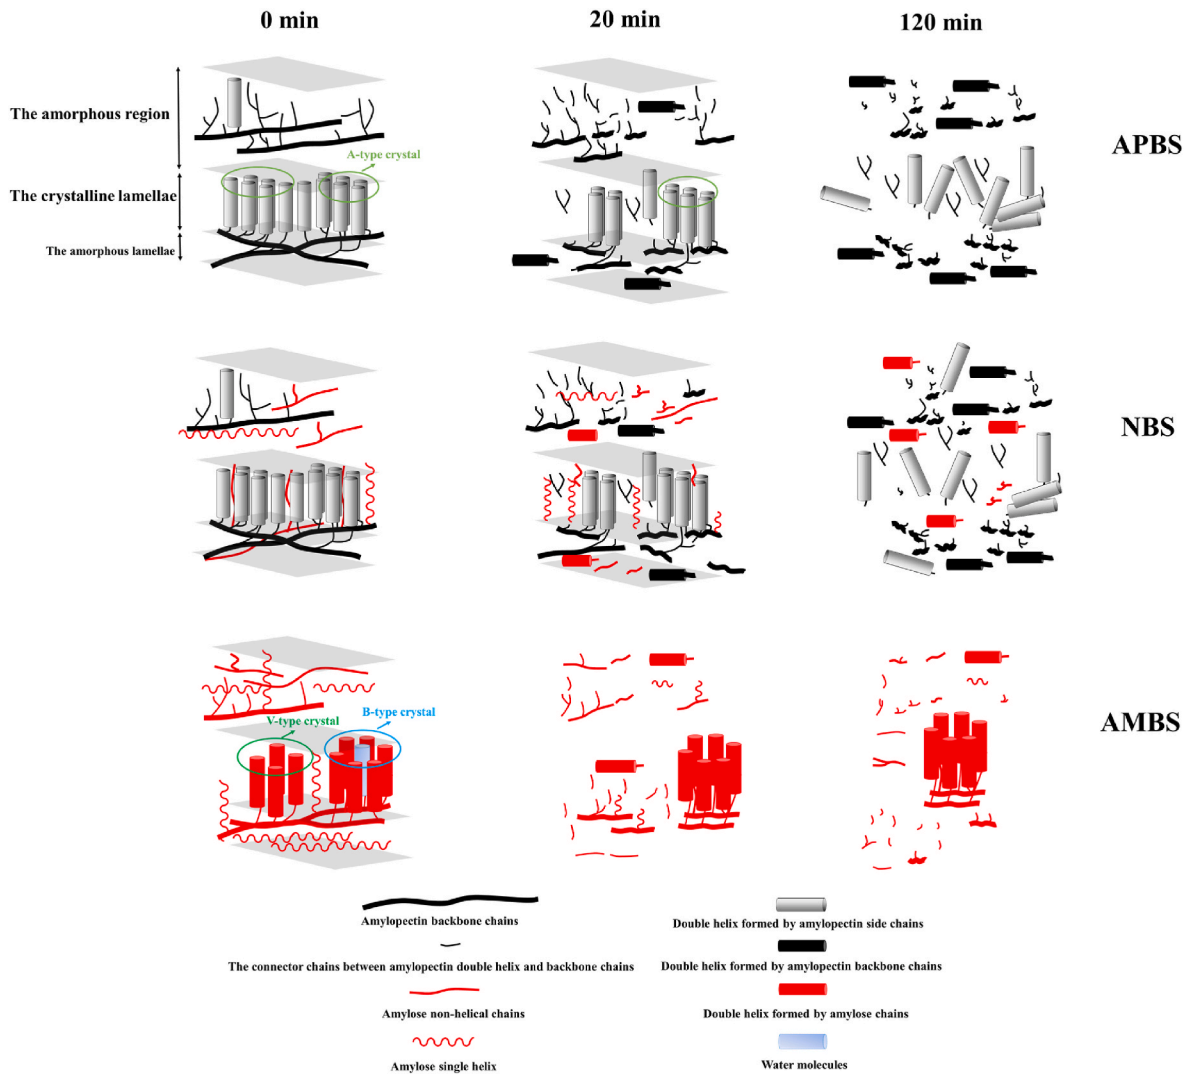 0 min
20 min
120 min
The amorphous region
A-type crystal
APBS
The crystalline lamellae
The amorphous lamellae
NBS
V-type crystal
B-type crystal
AMBS
Amylopectin backbone chains
Double helix formed by amylopectin side chains
The connector chains between amylopectin double helix and backbone chains
Double helix formed by amylopectin backbone chains
Amylose non-helical chains
Double helix formed by amylose chains
Amylose single helix
Water molecules